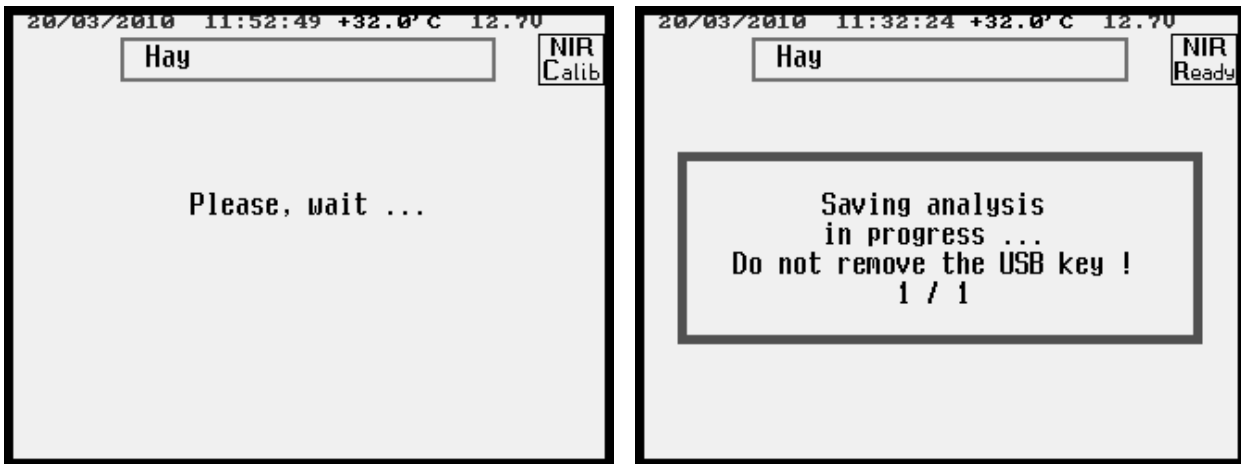 20/03/2010 11:52:49 +32.0°C 12.7V
Hay
NIR
Calib
Please, wait ...
20/03/2010 11:32:24 +32.0°C 12.7V
Hay
NIR
Ready
Saving analysis
in progress ...
Do not remove the USB key !
1 / 1